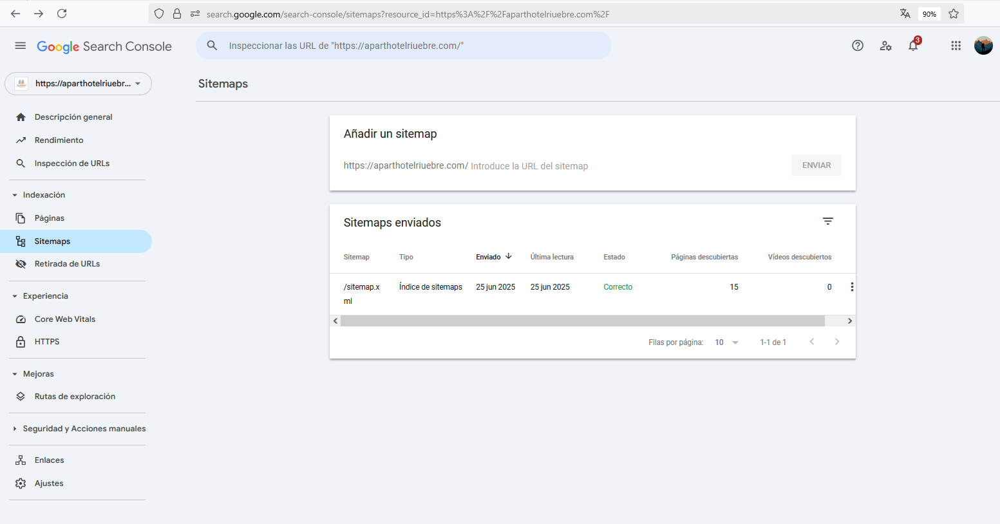 search.google.com/search-console/sitemaps?resource_id=https%3A%2F%2Faparthotelriuebre.com%2F
90%
Google Search Console
Inspeccionar las URL de "https://aparthotelriuebre.com/"
3
https://aparthotelriuebr...
Sitemaps
Descripción general
Rendimiento
Inspección de URLs
Indexación
Páginas
Sitemaps
Retirada de URLs
Experiencia
Core Web Vitals
HTTPS
Mejoras
Rutas de exploración
Seguridad y Acciones manuales
Enlaces
Ajustes
Añadir un sitemap
https://aparthotelriuebre.com/ Introduce la URL del sitemap
ENVIAR
Sitemaps enviados
Sitemap Tipo Enviado Última lectura Estado Páginas descubiertas Vídeos descubiertos
/sitemap.x Índice de sitemaps 25 jun 2025 25 jun 2025 Correcto 15 0
ml
Filas por página: 10 1-1 de 1